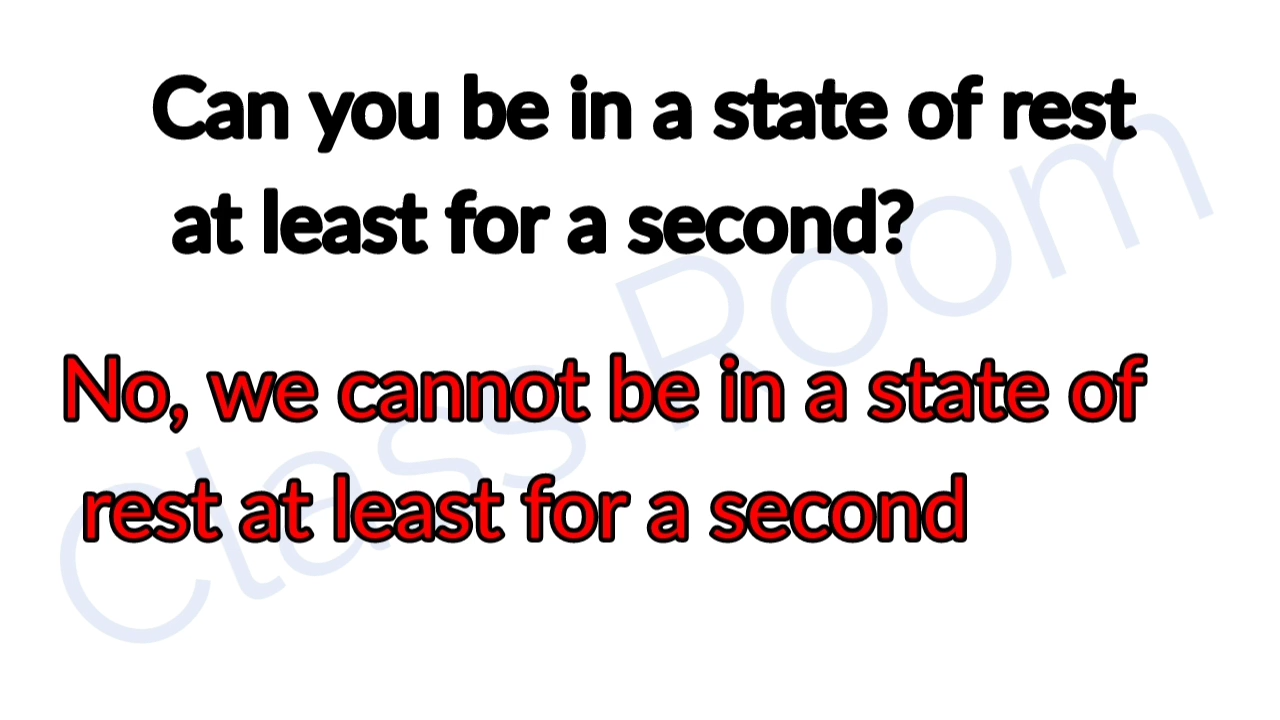 Can you be in a state of rest
at least for a second?
No, we cannot be in a state of
rest at least for a second
Class Room